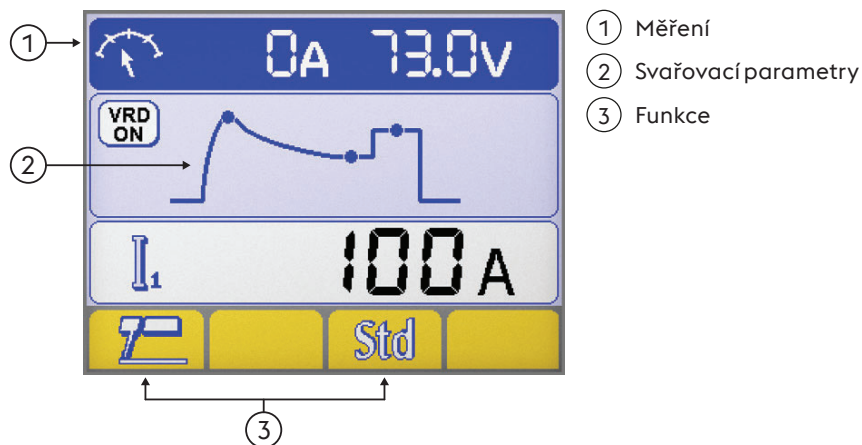 1
0A 73.0V
VRD
ON
2
I1
100A
Std
3
1 Měření
2 Svařovací parametry
3 Funkce